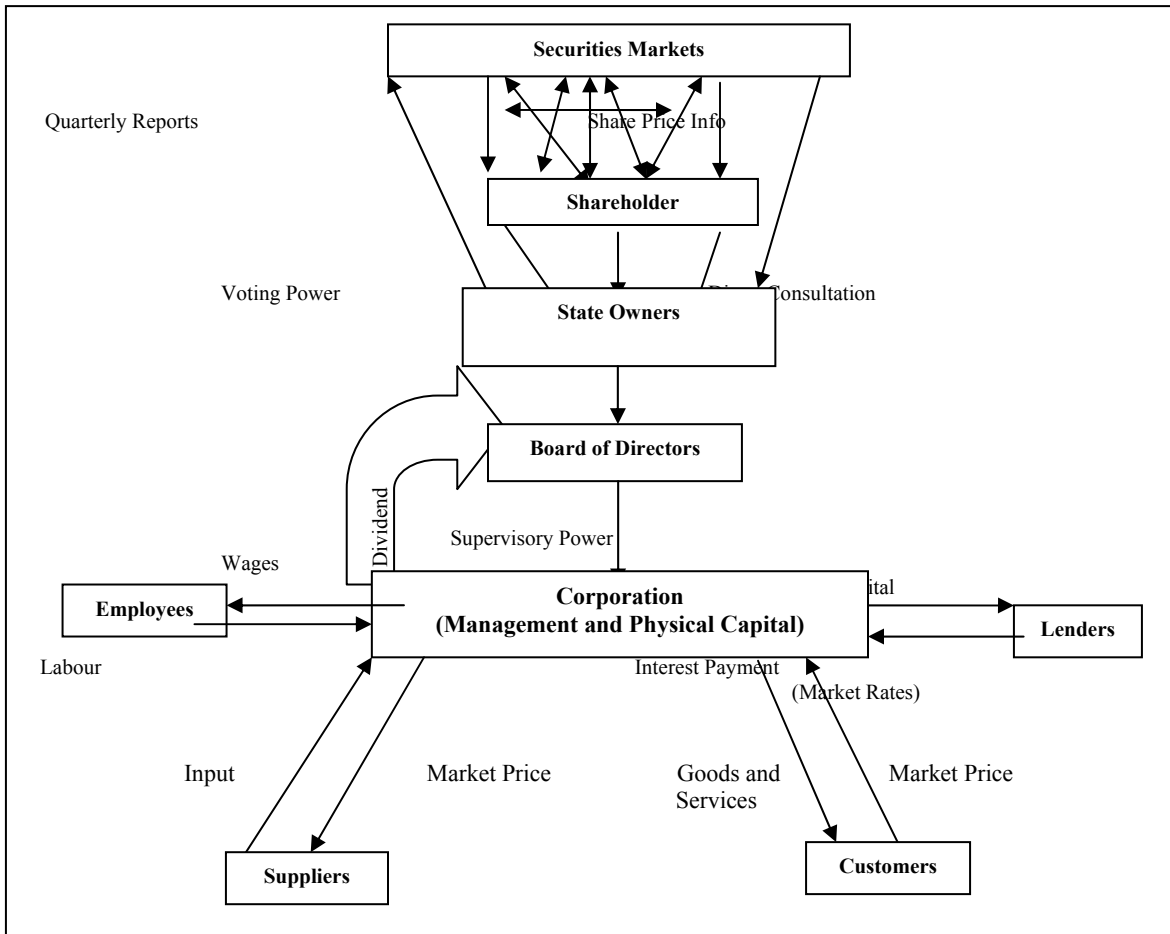 Securities Markets
Quarterly Reports
Share Price Info
Shareholder
Voting Power
Consultation
State Owners
Board of Directors
Dividend
Supervisory Power
Wages
Employees
Corporation
(Management and Physical Capital)
Lenders
Labour
Interest Payment
(Market Rates)
Input
Market Price
Goods and
Services
Market Price
Suppliers
Customers